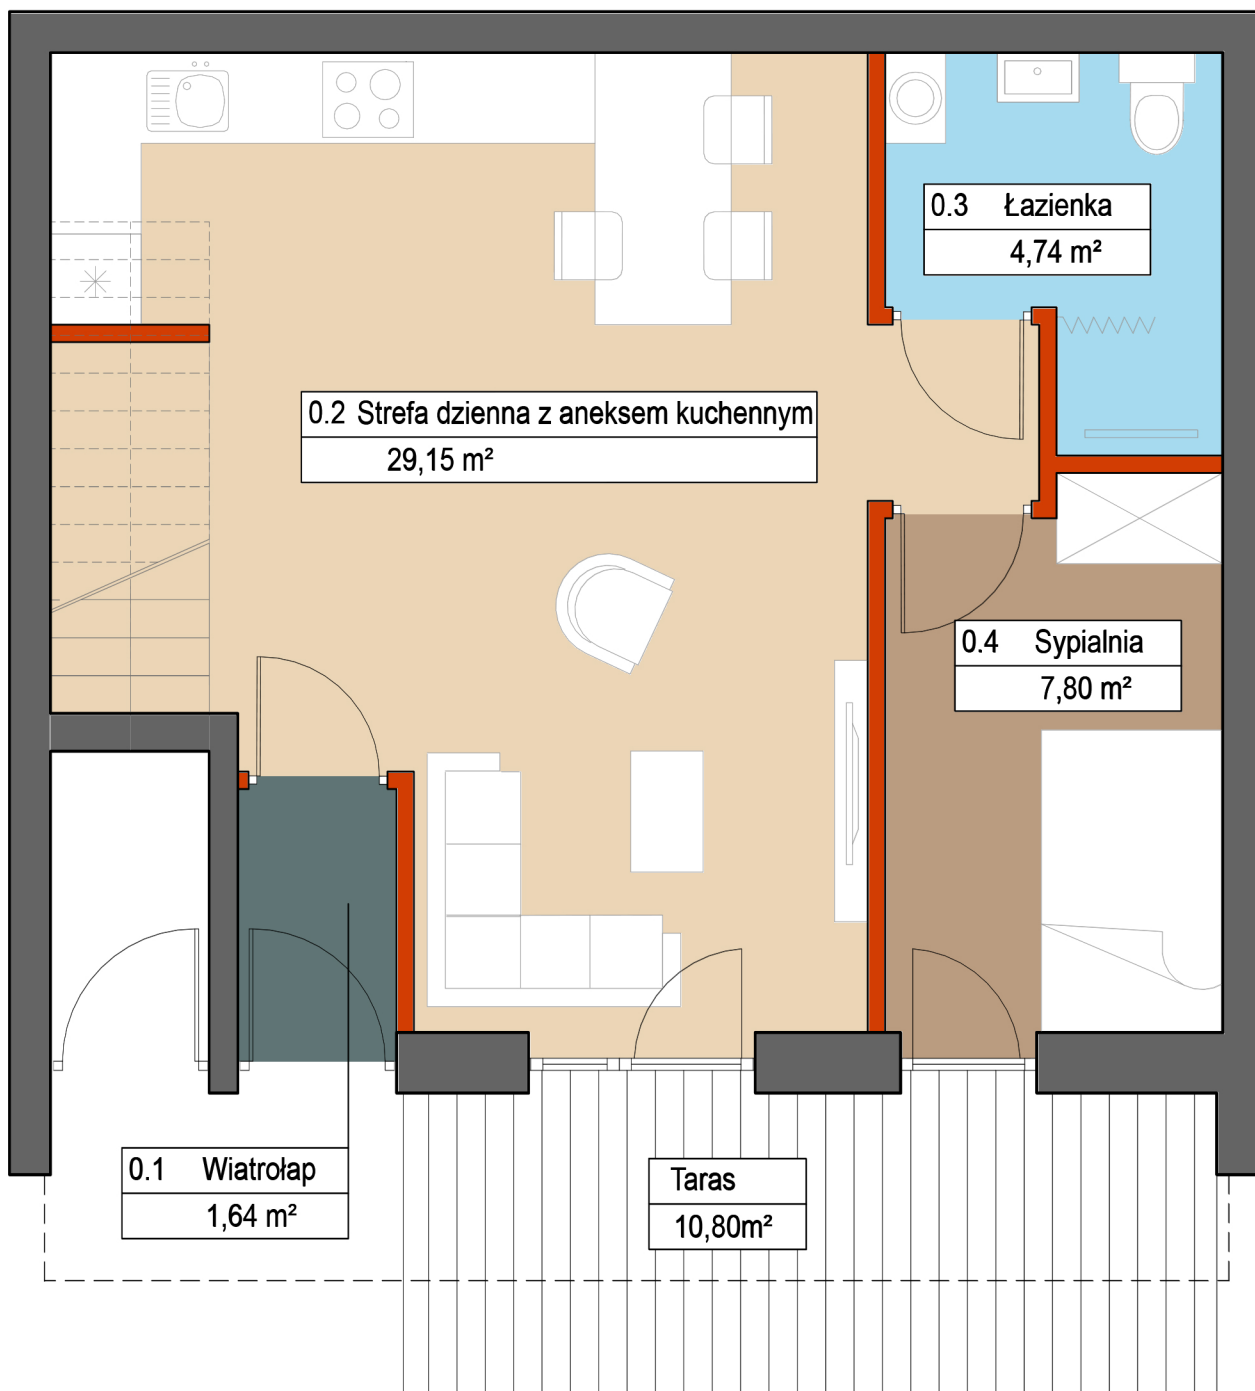 0.3 Łazienka
4,74 m²
0.2 Strefa dzienna z aneksem kuchennym
29,15 m²
0.4 Sypialnia
7,80 m²
0.1 Wiatrołap
1,64 m²
Taras
10,80m²